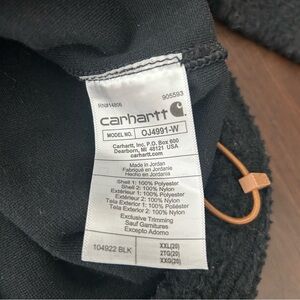 RN#14806
905593
carhartt
MODEL NO. OJ4991-W
Carhartt, Inc. P.O. Box 600
Dearborn, MI 48121 USA
carhartt.com
Made in Jordan
Fabriqué en Jordanie
Hecho en Jordania
Shell 1: 100% Polyester
Shell 2: 100% Nylon
Extérieur 1: 100% Polyester
Extérieur 2: 100% Nylon
Tela Exterior 1: 100% Polyester
Tela Exterior 2: 100% Nylon
Exclusive Trimming
Sauf Garnitures
Excepto Adorno
104922 BLK
XXL(20)
2TG(20)
XXG(20)